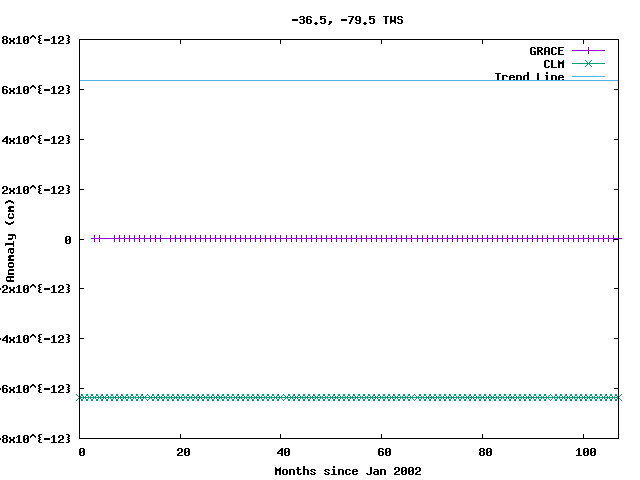 -36.5, -79.5 TWS
8x10^{-12}
6x10^{-12}
4x10^{-12}
2x10^{-12}
0
-2x10^{-12}
-4x10^{-12}
-6x10^{-12}
-8x10^{-12}
Anomaly (cm)
GRACE
CLM
Trend Line
0 20 40 60 80 100
Months since Jan 2002